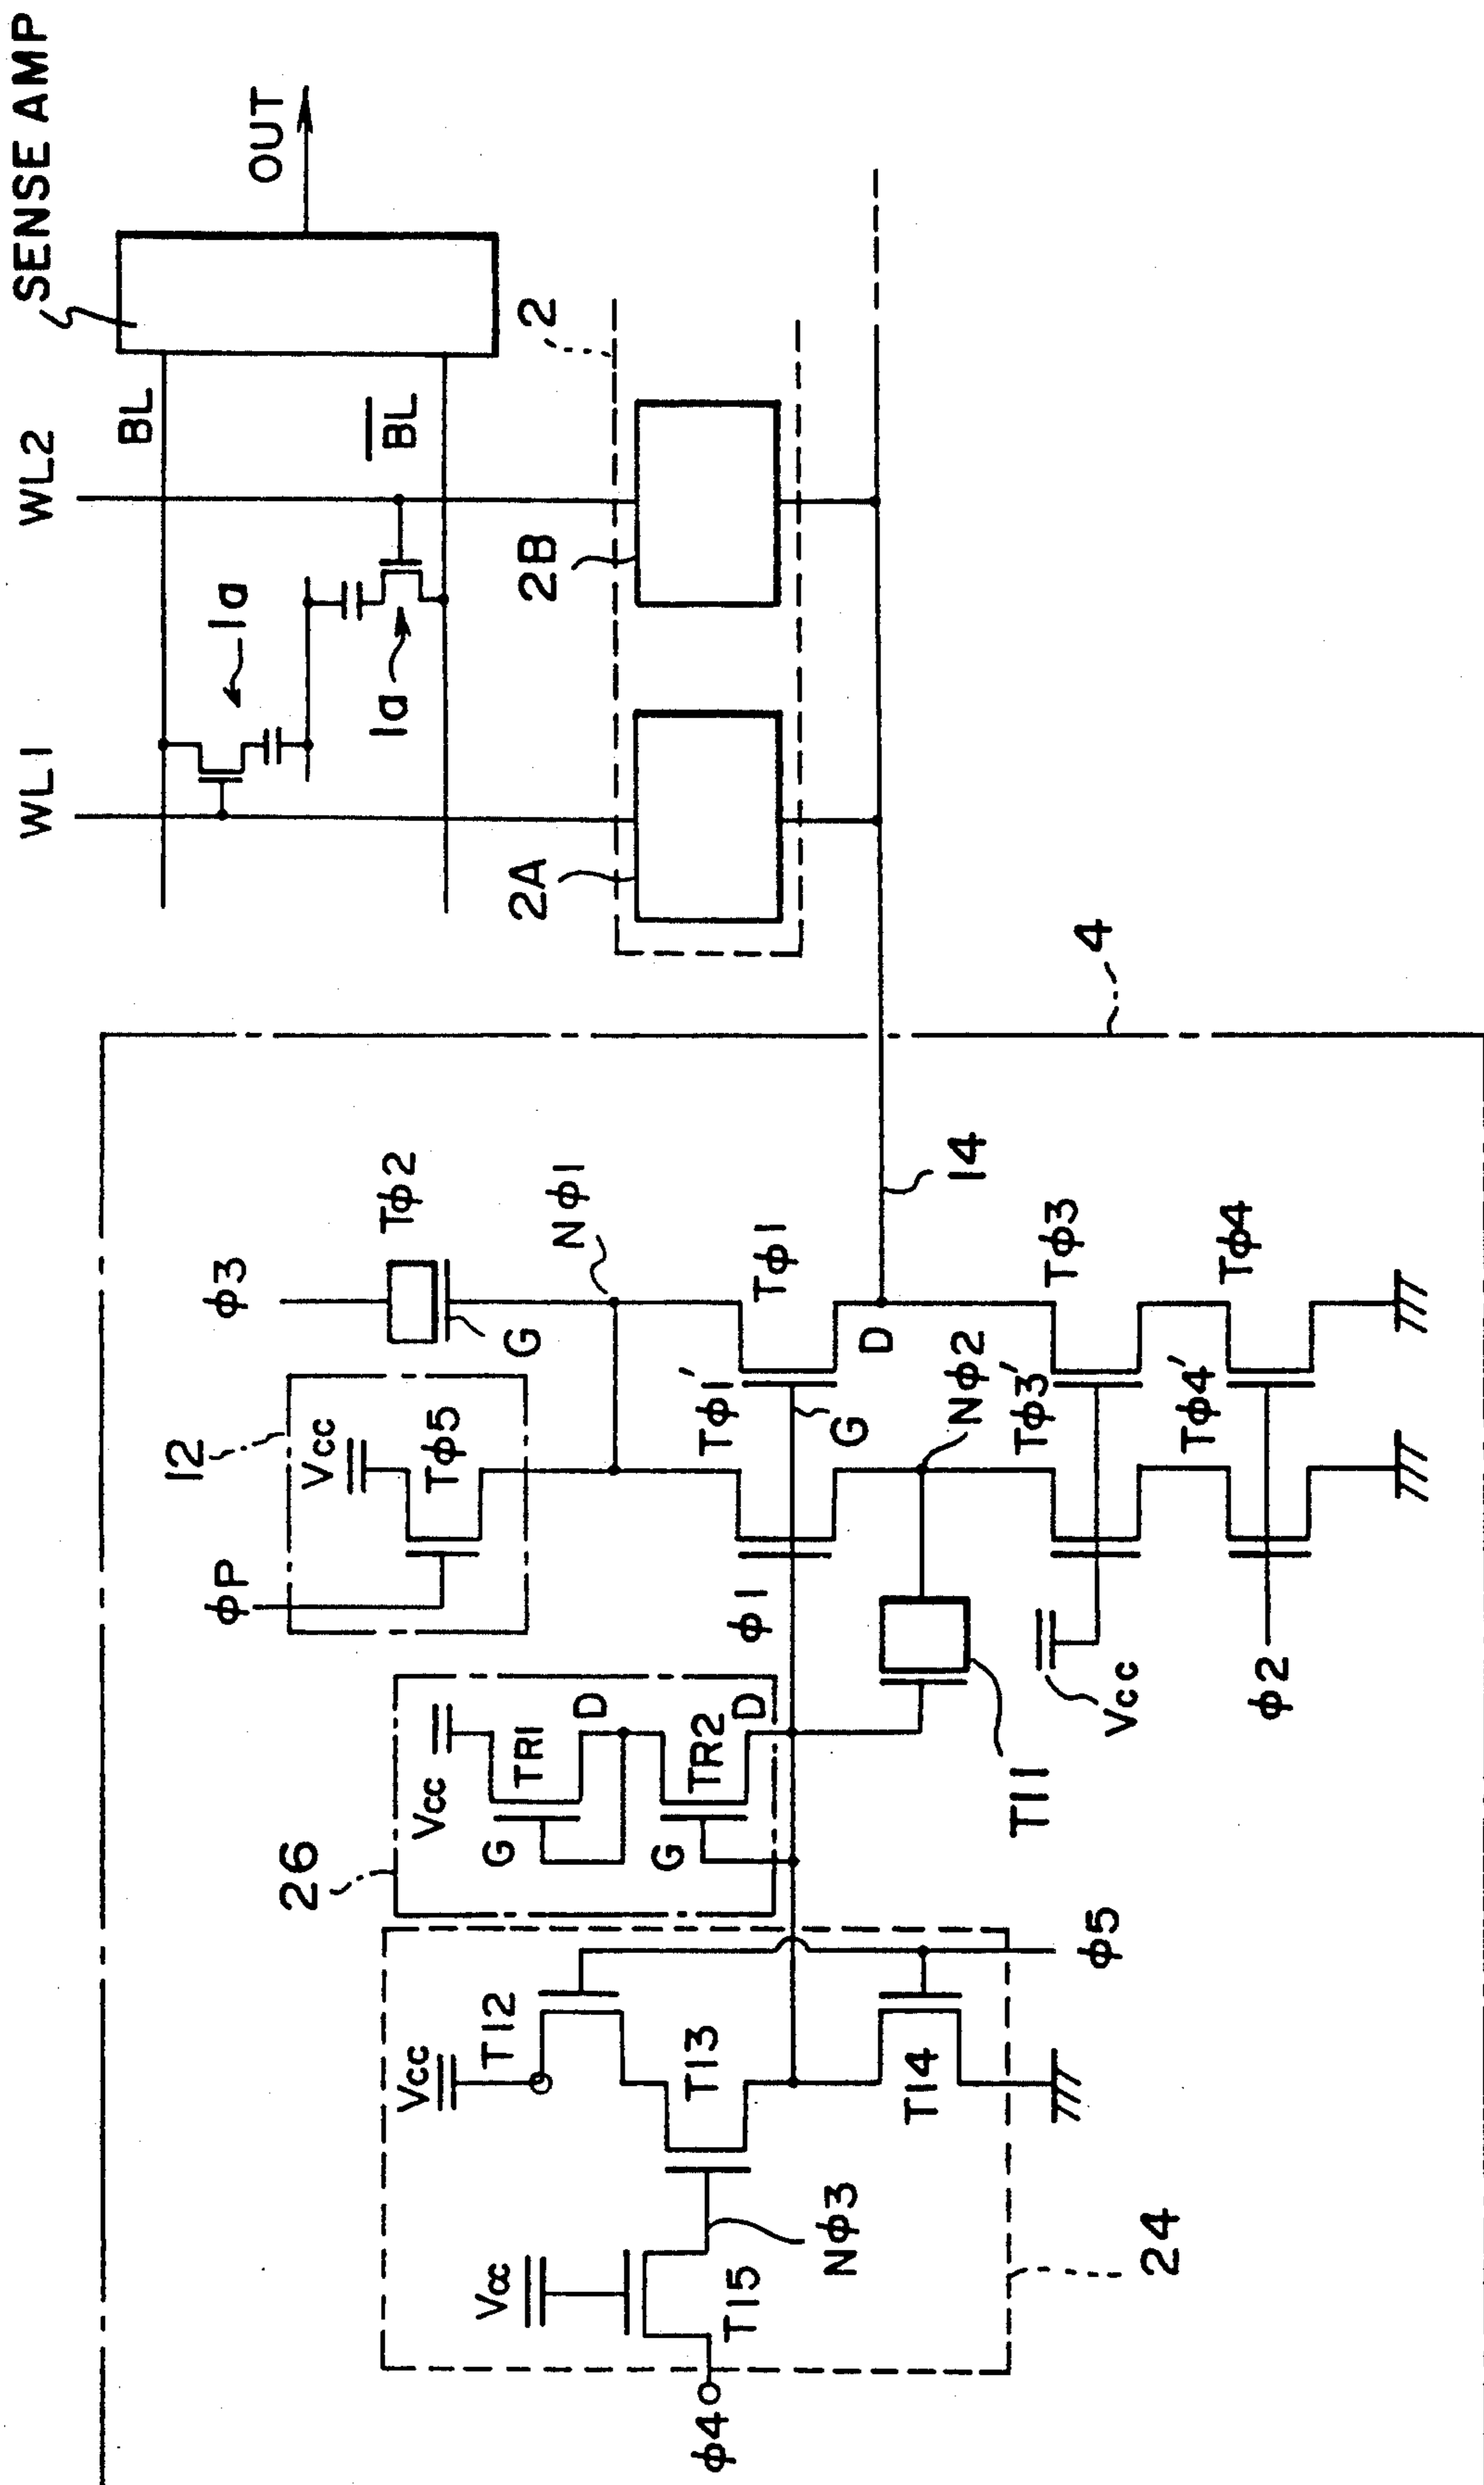 SENSE AMP
OUT
WL1
WL2
BL
BL
1a
1a
2
2A
2B
4
14
φ3
Tφ2
G
Nφ1
12
Vcc
Tφ5
φP
Tφ1'
Tφ1
G
D
φ1
Nφ2
Tφ3'
Tφ3
Tφ4'
Tφ4
Vcc
φ2
T11
26
Vcc
TR1
G
D
TR2
G
D
Vcc
T12
T13
T14
φ5
Vcc
T15
Nφ3
φ4
24